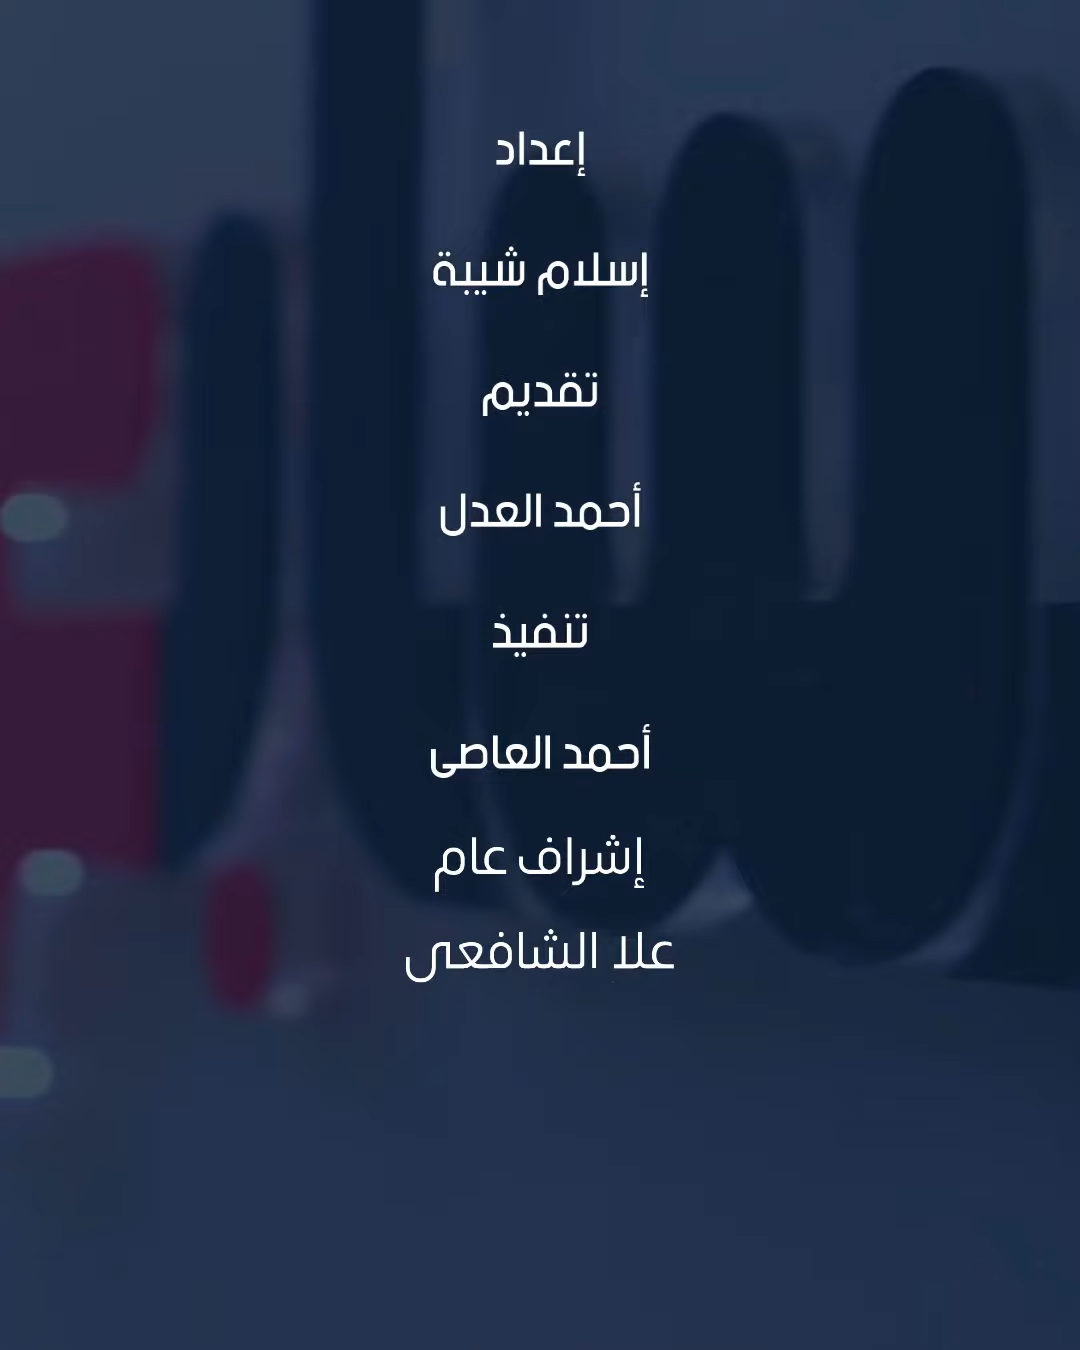 إعداد
إسلام شيبة
تقديم
أحمد العدل
تنفيذ
أحمد العاصى
إشراف عام
علا الشافعى